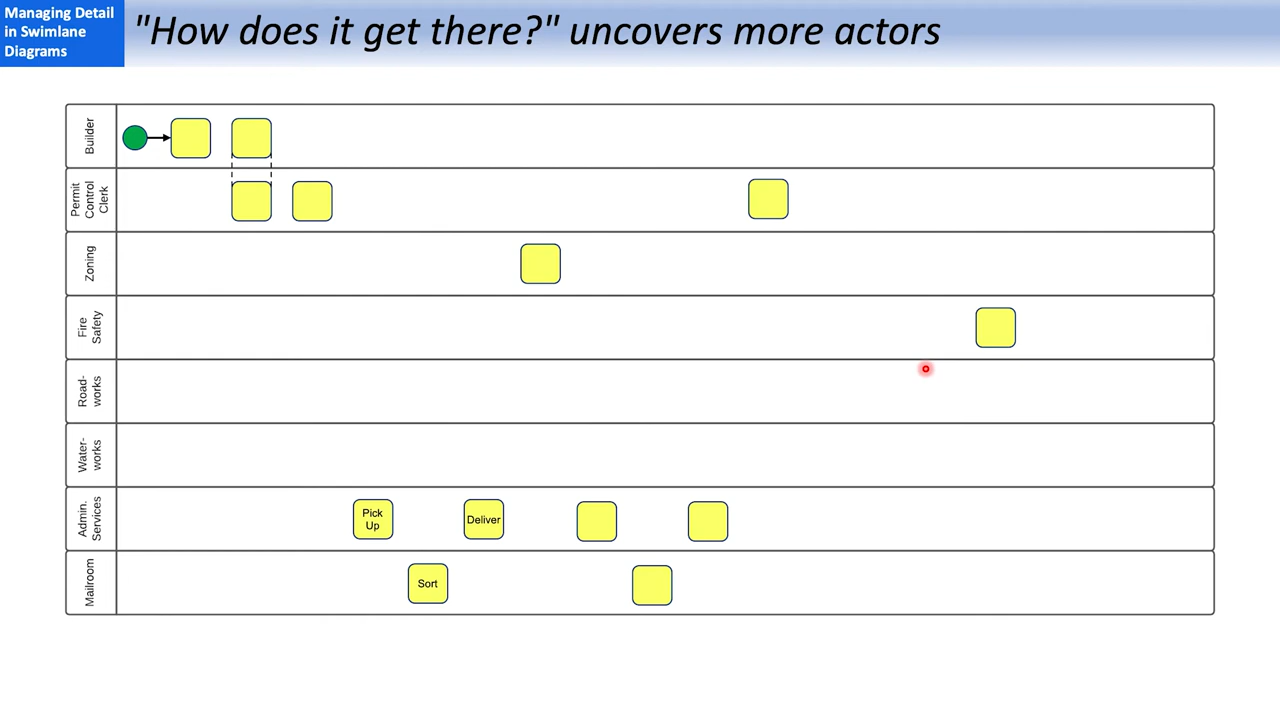 Managing Detail
in Swimlane
Diagrams
"How does it get there?" uncovers more actors
Builder
Permit
Control
Clerk
Zoning
Fire
Safety
Road-
works
Water-
works
Admin.
Services
Pick
Up
Deliver
Mailroom
Sort